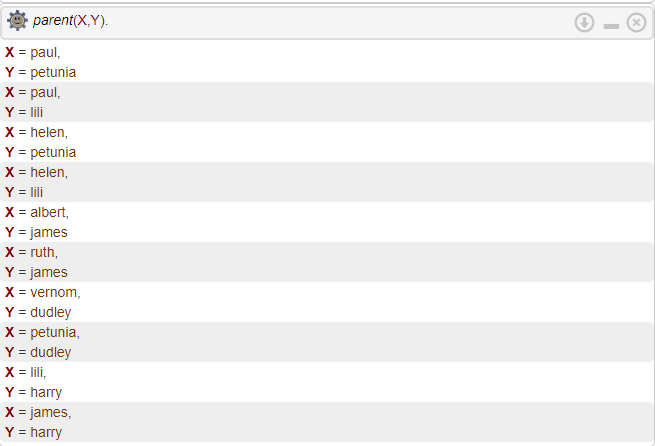 parent(X,Y).
X = paul,
Y = petunia
X = paul,
Y = lili
X = helen,
Y = petunia
X = helen,
Y = lili
X = albert,
Y = james
X = ruth,
Y = james
X = vernom,
Y = dudley
X = petunia,
Y = dudley
X = lili,
Y = harry
X = james,
Y = harry